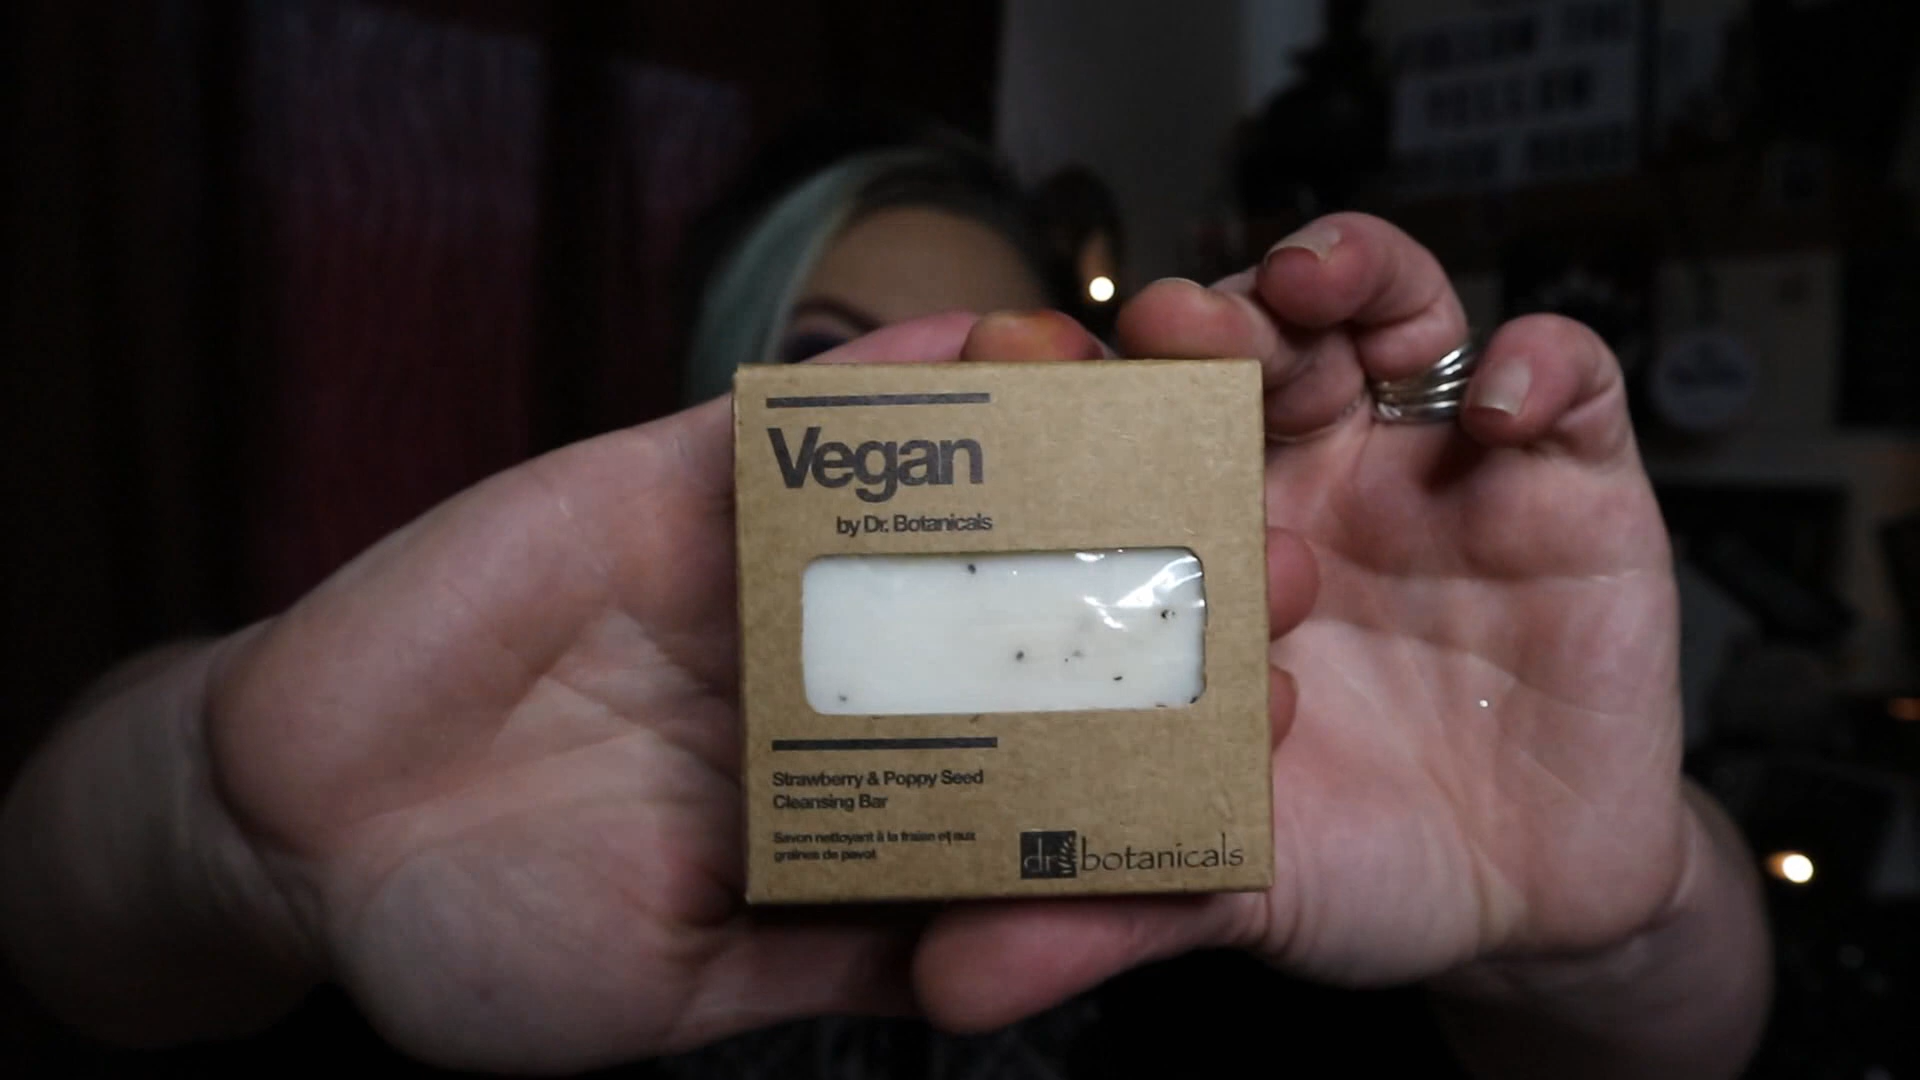 Vegan
by Dr. Botanicals
Strawberry & Poppy Seed
Cleansing Bar
Savon nettoyant à la fraise et aux
graines de pavot
dr botanicals